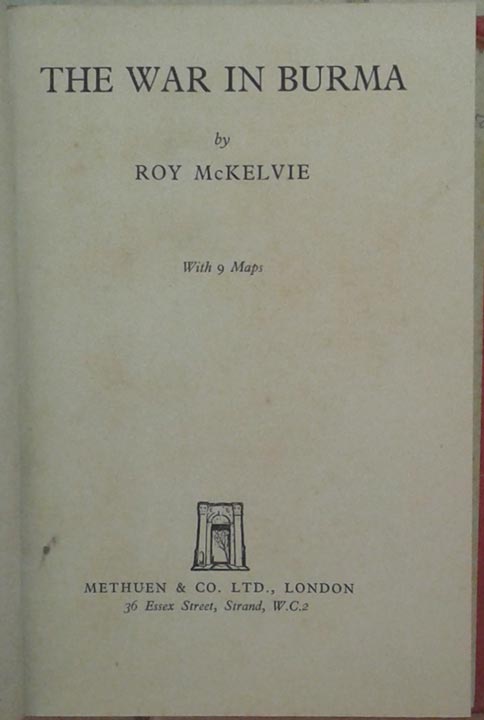 THE WAR IN BURMA
by
ROY McKELVIE
With 9 Maps
METHUEN & CO. LTD., LONDON
36 Essex Street, Strand, W.C.2